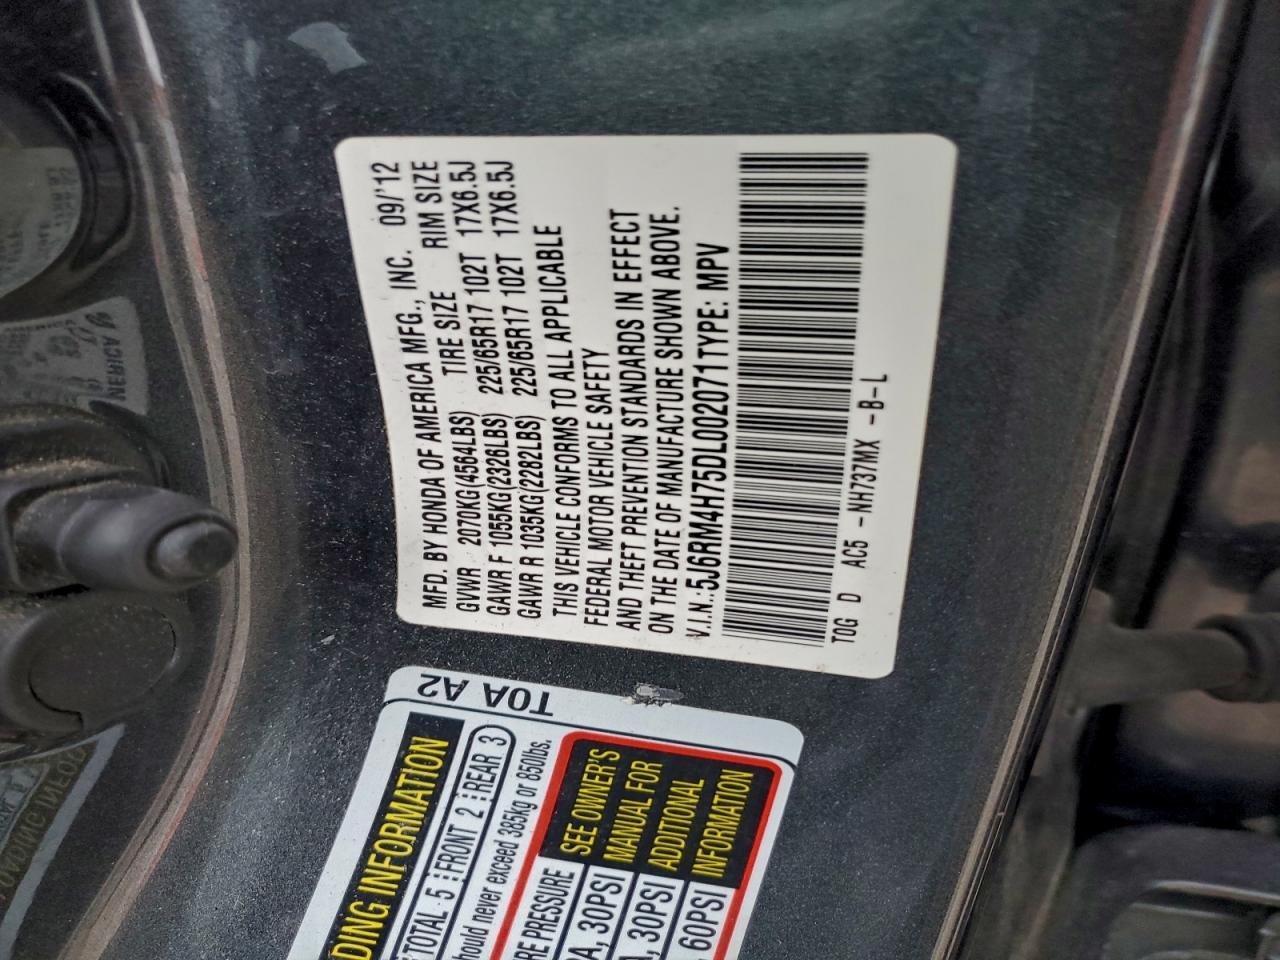 MFD. BY HONDA OF AMERICA MFG., INC. 09/'12
GVWR 2070KG(4564LBS) TIRE SIZE RIM SIZE
GAWR F 1055KG(2326LBS) 225/65R17 102T 17X6.5J
GAWR R 1035KG(2282LBS) 225/65R17 102T 17X6.5J
THIS VEHICLE CONFORMS TO ALL APPLICABLE
FEDERAL MOTOR VEHICLE SAFETY
AND THEFT PREVENTION STANDARDS IN EFFECT
ON THE DATE OF MANUFACTURE SHOWN ABOVE.
V.I.N.:5J6RM4H75DL002071TYPE: MPV
TOG D AC5 -NH737MX -B-L
TOA A2
DING INFORMATION
TOTAL 5 FRONT 2 REAR 3
hould never exceed 385kg or 850lbs.
RE PRESSURE
SEE OWNER'S
MANUAL FOR
ADDITIONAL
INFORMATION
A, 30PSI
, 30PSI
60PSI